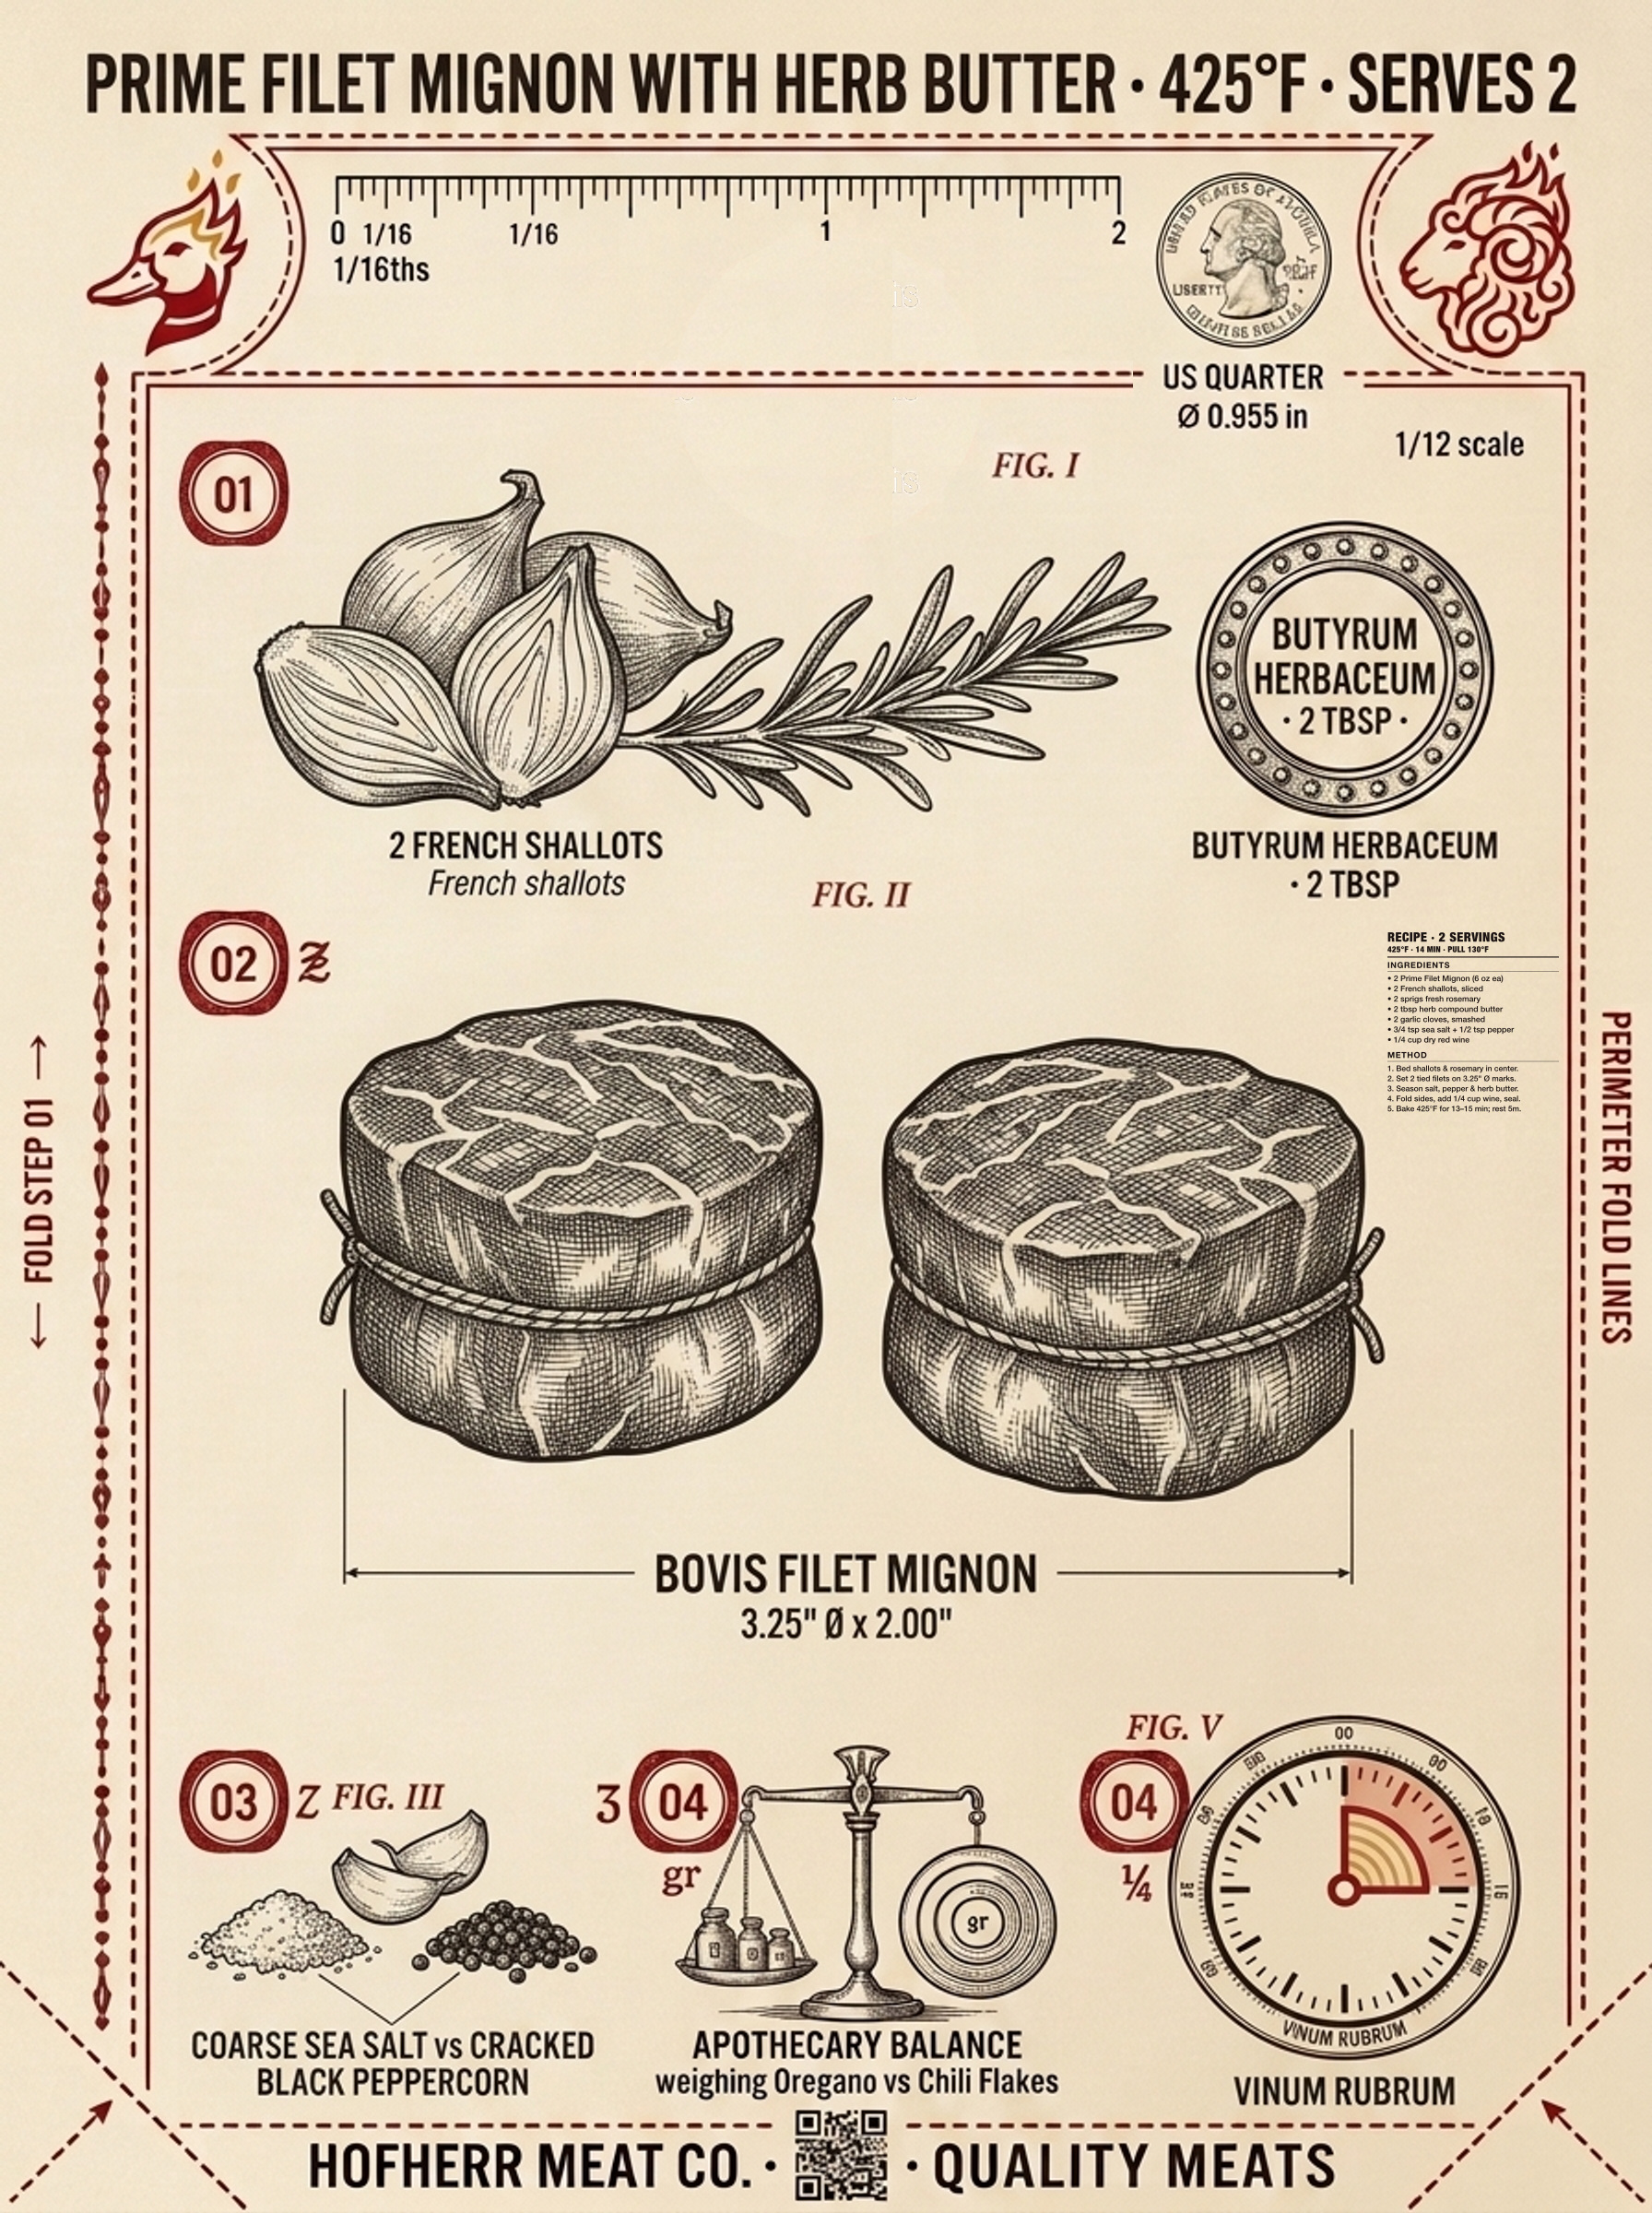 PRIME FILET MIGNON WITH HERB BUTTER · 425°F · SERVES 2
0 1/16 1/16 1 2
1/16ths
LIBERTY
US QUARTER
Ø 0.955 in
1/12 scale
01
FIG. I
BUTYRUM
HERBACEUM
· 2 TBSP ·
2 FRENCH SHALLOTS
French shallots
BUTYRUM HERBACEUM
· 2 TBSP
FIG. II
02
RECIPE · 2 SERVINGS
425°F · 14 MIN · PULL 130°F
INGREDIENTS
• 2 Prime Filet Mignon (6 oz ea)
• 2 French shallots, sliced
• 2 sprigs fresh rosemary
• 2 tbsp herb compound butter
• 2 garlic cloves, smashed
• 3/4 tsp sea salt + 1/2 tsp pepper
• 1/4 cup dry red wine
METHOD
1. Bed shallots & rosemary in center.
2. Set 2 tied filets on 3.25" Ø marks.
3. Season salt, pepper & herb butter.
4. Fold sides, add 1/4 cup wine, seal.
5. Bake 425°F for 13–15 min; rest 5m.
← FOLD STEP 01 →
PERIMETER FOLD LINES
BOVIS FILET MIGNON
3.25" Ø x 2.00"
03 Z FIG. III
3 04
gr
gr
FIG. V
04
¼
00
VINUM RUBRUM
COARSE SEA SALT vs CRACKED
BLACK PEPPERCORN
APOTHECARY BALANCE
weighing Oregano vs Chili Flakes
VINUM RUBRUM
HOFHERR MEAT CO. · · QUALITY MEATS